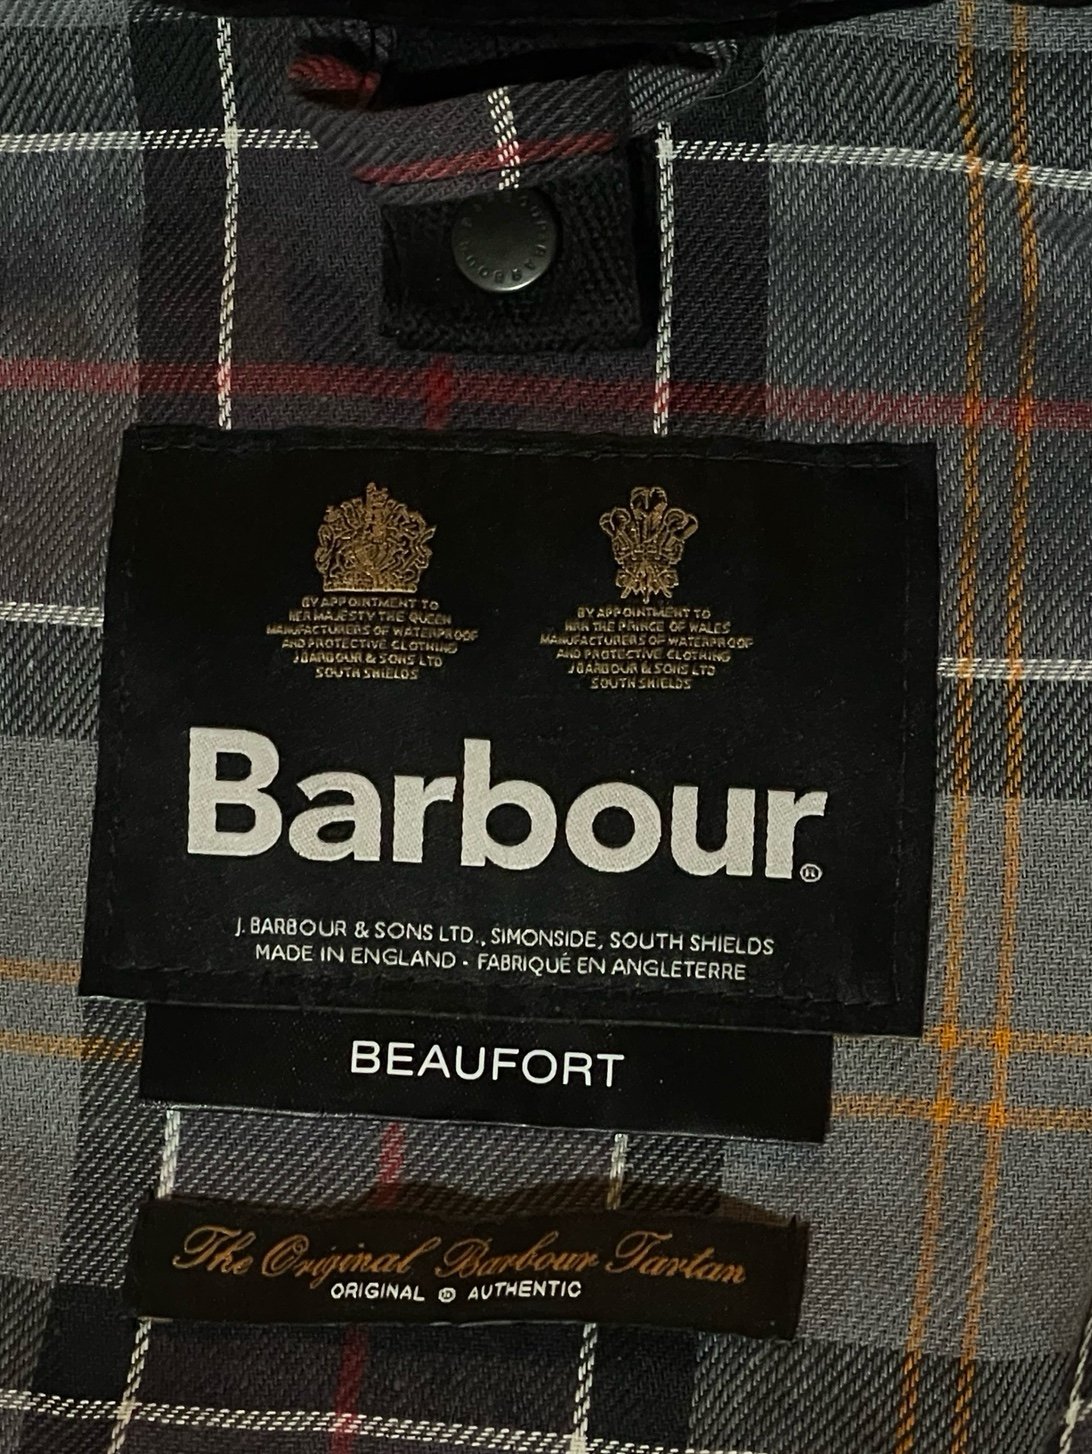 BARBOUR BARBOUR
BY APPOINTMENT TO
HER MAJESTY THE QUEEN
MANUFACTURERS OF WATERPROOF
AND PROTECTIVE CLOTHING
J BARBOUR & SONS LTD
SOUTH SHIELDS
BY APPOINTMENT TO
HRH THE PRINCE OF WALES
MANUFACTURERS OF WATERPROOF
AND PROTECTIVE CLOTHING
J BARBOUR & SONS LTD
SOUTH SHIELDS
Barbour®
J. BARBOUR & SONS LTD., SIMONSIDE, SOUTH SHIELDS
MADE IN ENGLAND · FABRIQUÉ EN ANGLETERRE
BEAUFORT
The Original Barbour Tartan
ORIGINAL AUTHENTIC